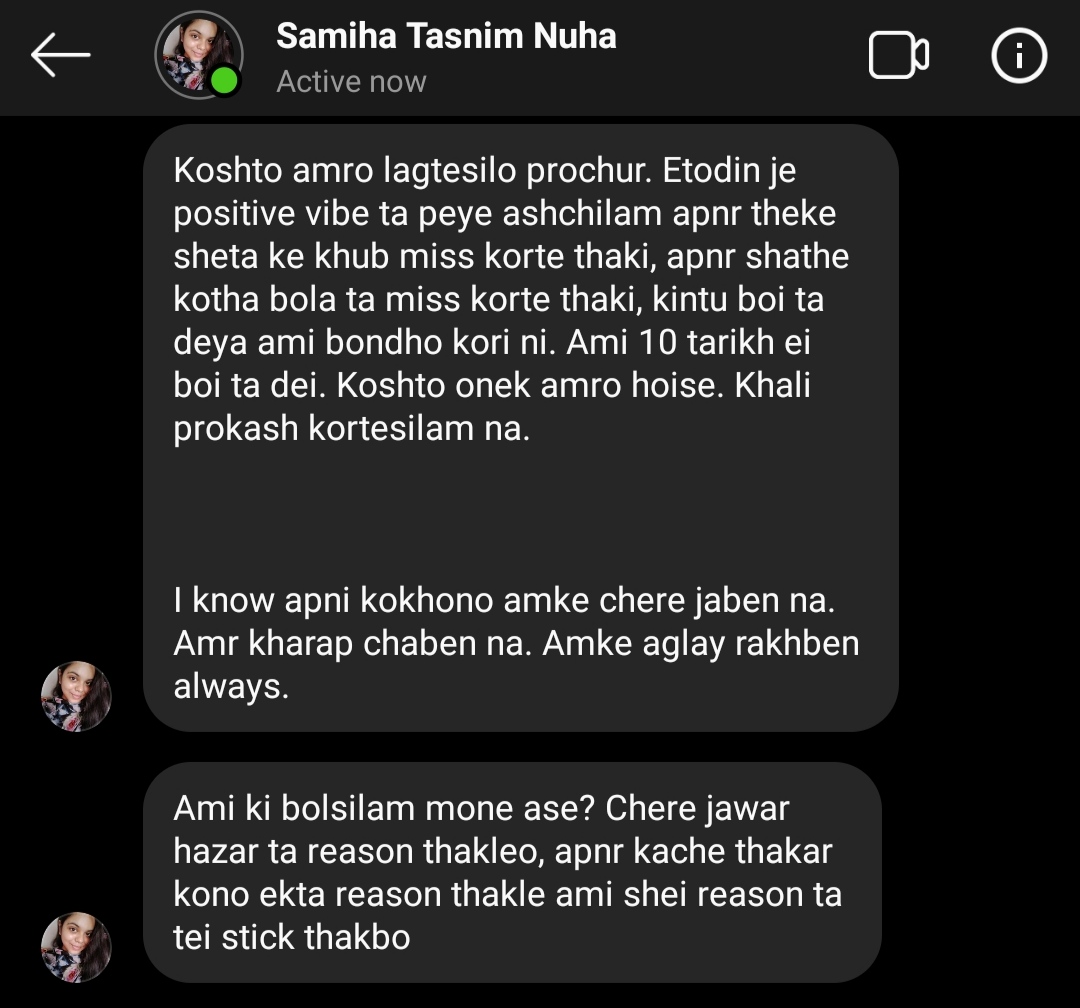 Samiha Tasnim Nuha
Active now
Koshto amro lagtesilo prochur. Etodin je
positive vibe ta peye ashchilam apnr theke
sheta ke khub miss korte thaki, apnr shathe
kotha bola ta miss korte thaki, kintu boi ta
deya ami bondho kori ni. Ami 10 tarikh ei
boi ta dei. Koshto onek amro hoise. Khali
prokash kortesilam na.
I know apni kokhono amke chere jaben na.
Amr kharap chaben na. Amke aglay rakhben
always.
Ami ki bolsilam mone ase? Chere jawar
hazar ta reason thakleo, apnr kache thakar
kono ekta reason thakle ami shei reason ta
tei stick thakbo